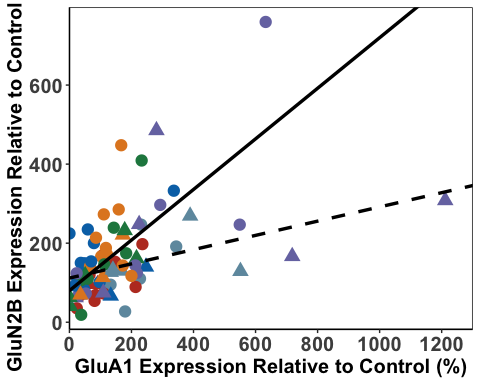 GluN2B Expression Relative to Control
600
400
200
0
0 200 400 600 800 1000 1200
GluA1 Expression Relative to Control (%)